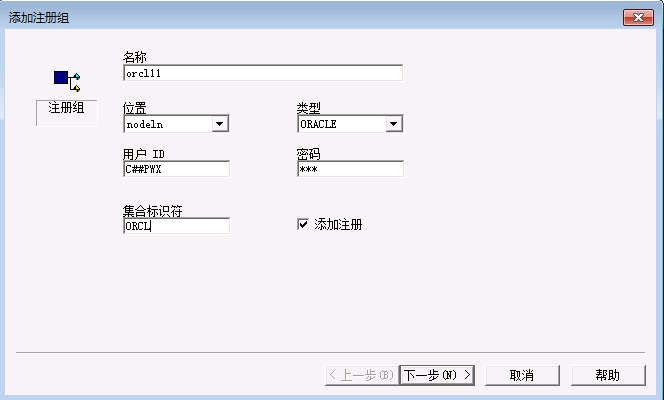 添加注册组
名称
orcl11
注册组
位置
类型
nodeln
ORACLE
用户 ID
密码
C##PWX
***
集合标识符
ORCL
添加注册
< 上一步(B)
下一步(N) >
取消
帮助